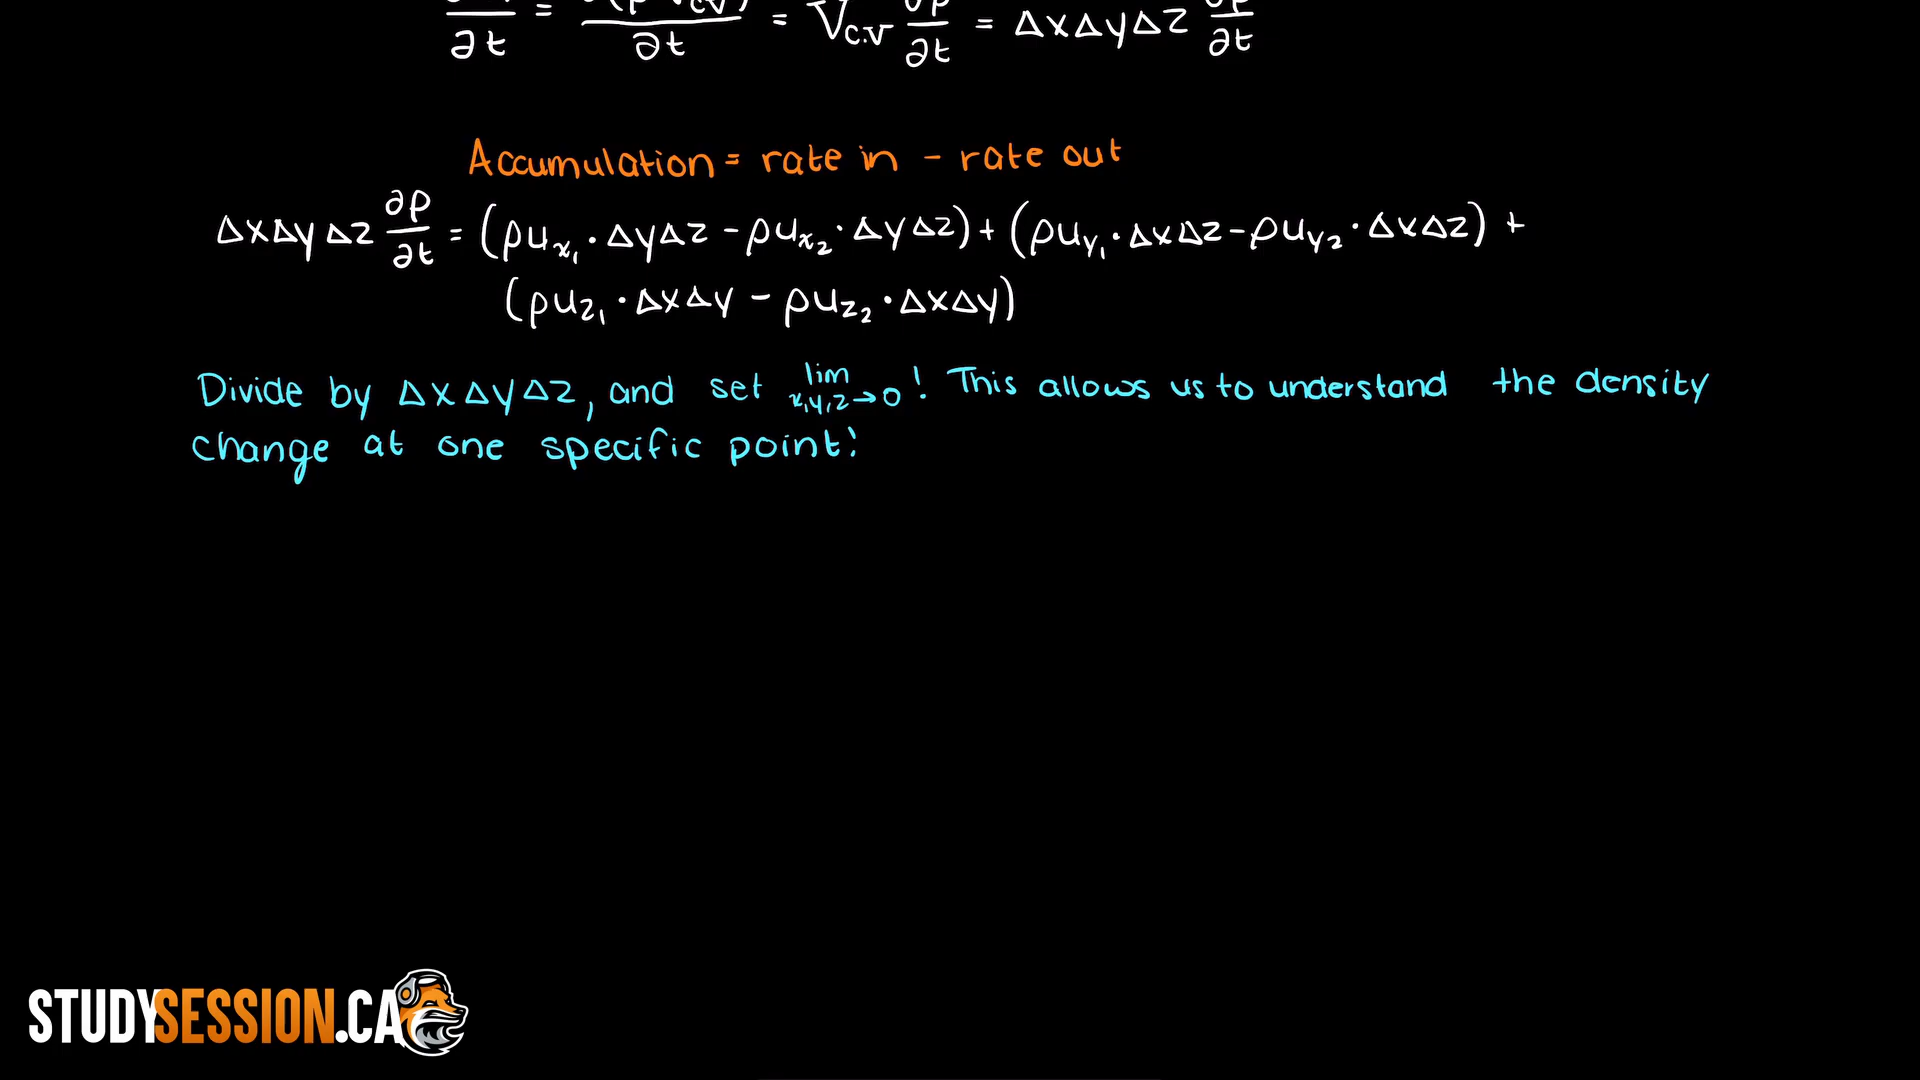 ∂t = ∂t = V_C.V ∂t = ΔxΔyΔz ∂t
Accumulation = rate in - rate out
ΔxΔyΔz ∂ρ/∂t = (ρu_x₁ · ΔyΔz - ρu_x₂ · ΔyΔz) + (ρu_y₁ · ΔxΔz - ρu_y₂ · ΔxΔz) +
(ρu_z₁ · ΔxΔy - ρu_z₂ · ΔxΔy)
Divide by ΔxΔyΔz, and set lim x,y,z→0 ! This allows us to understand the density
change at one specific point!
STUDYSESSION.CA